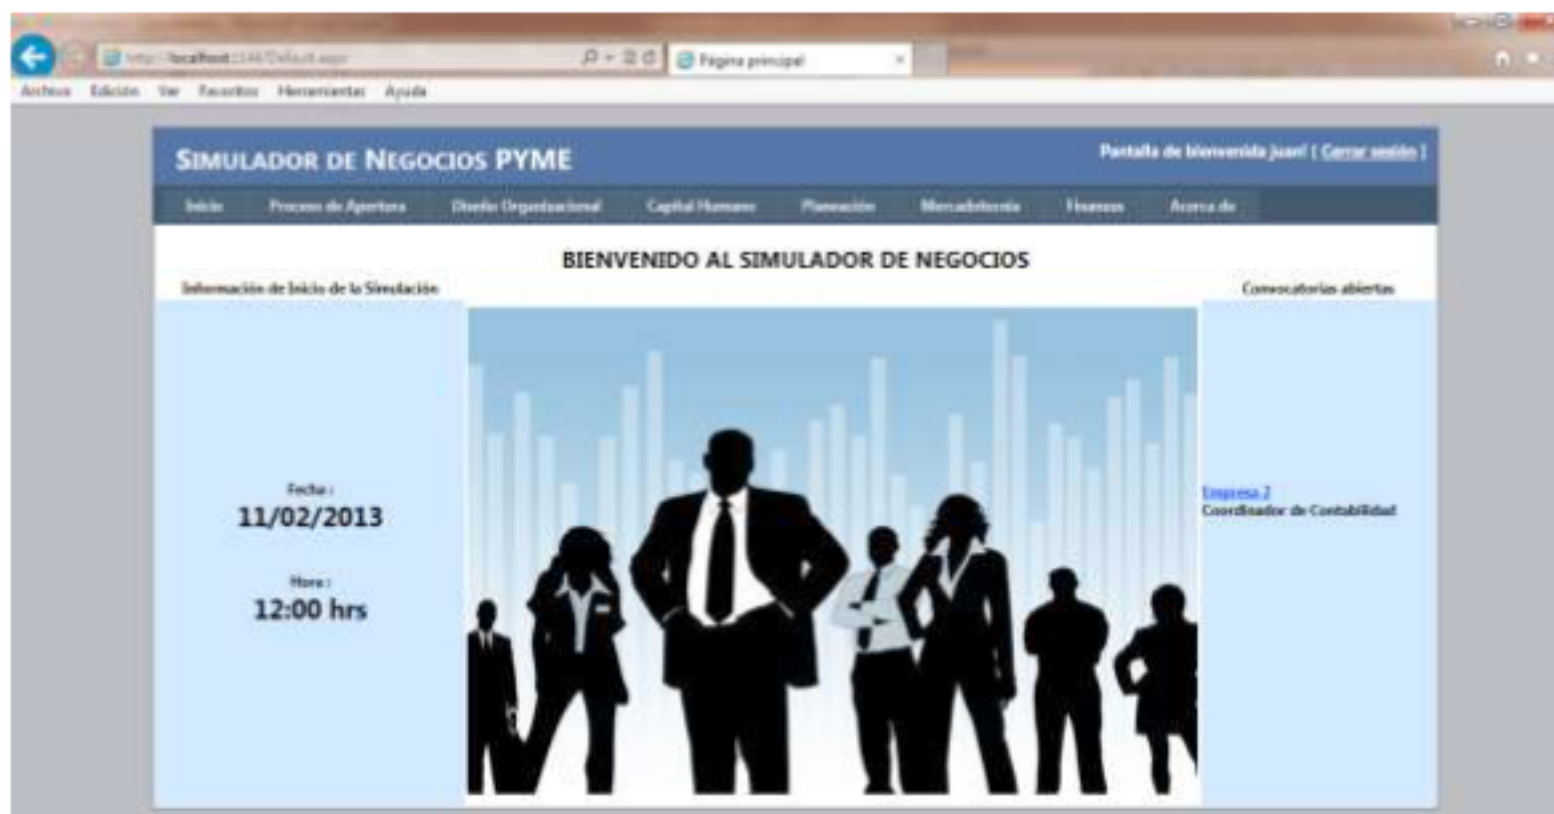 http://localhost
Página principal
Archivo Edición Ver Favoritos Herramientas Ayuda
SIMULADOR DE NEGOCIOS PYME
Pantalla de bienvenida juan! [ Cerrar sesión ]
Inicio Proceso de Apertura Diseño Organizacional Capital Humano Planeación Mercadotecnia Finanzas Acerca de
BIENVENIDO AL SIMULADOR DE NEGOCIOS
Información de Inicio de la Simulación
Convocatorias abiertas
Fecha :
11/02/2013
Hora :
12:00 hrs
Empresa 2
Coordinador de Contabilidad